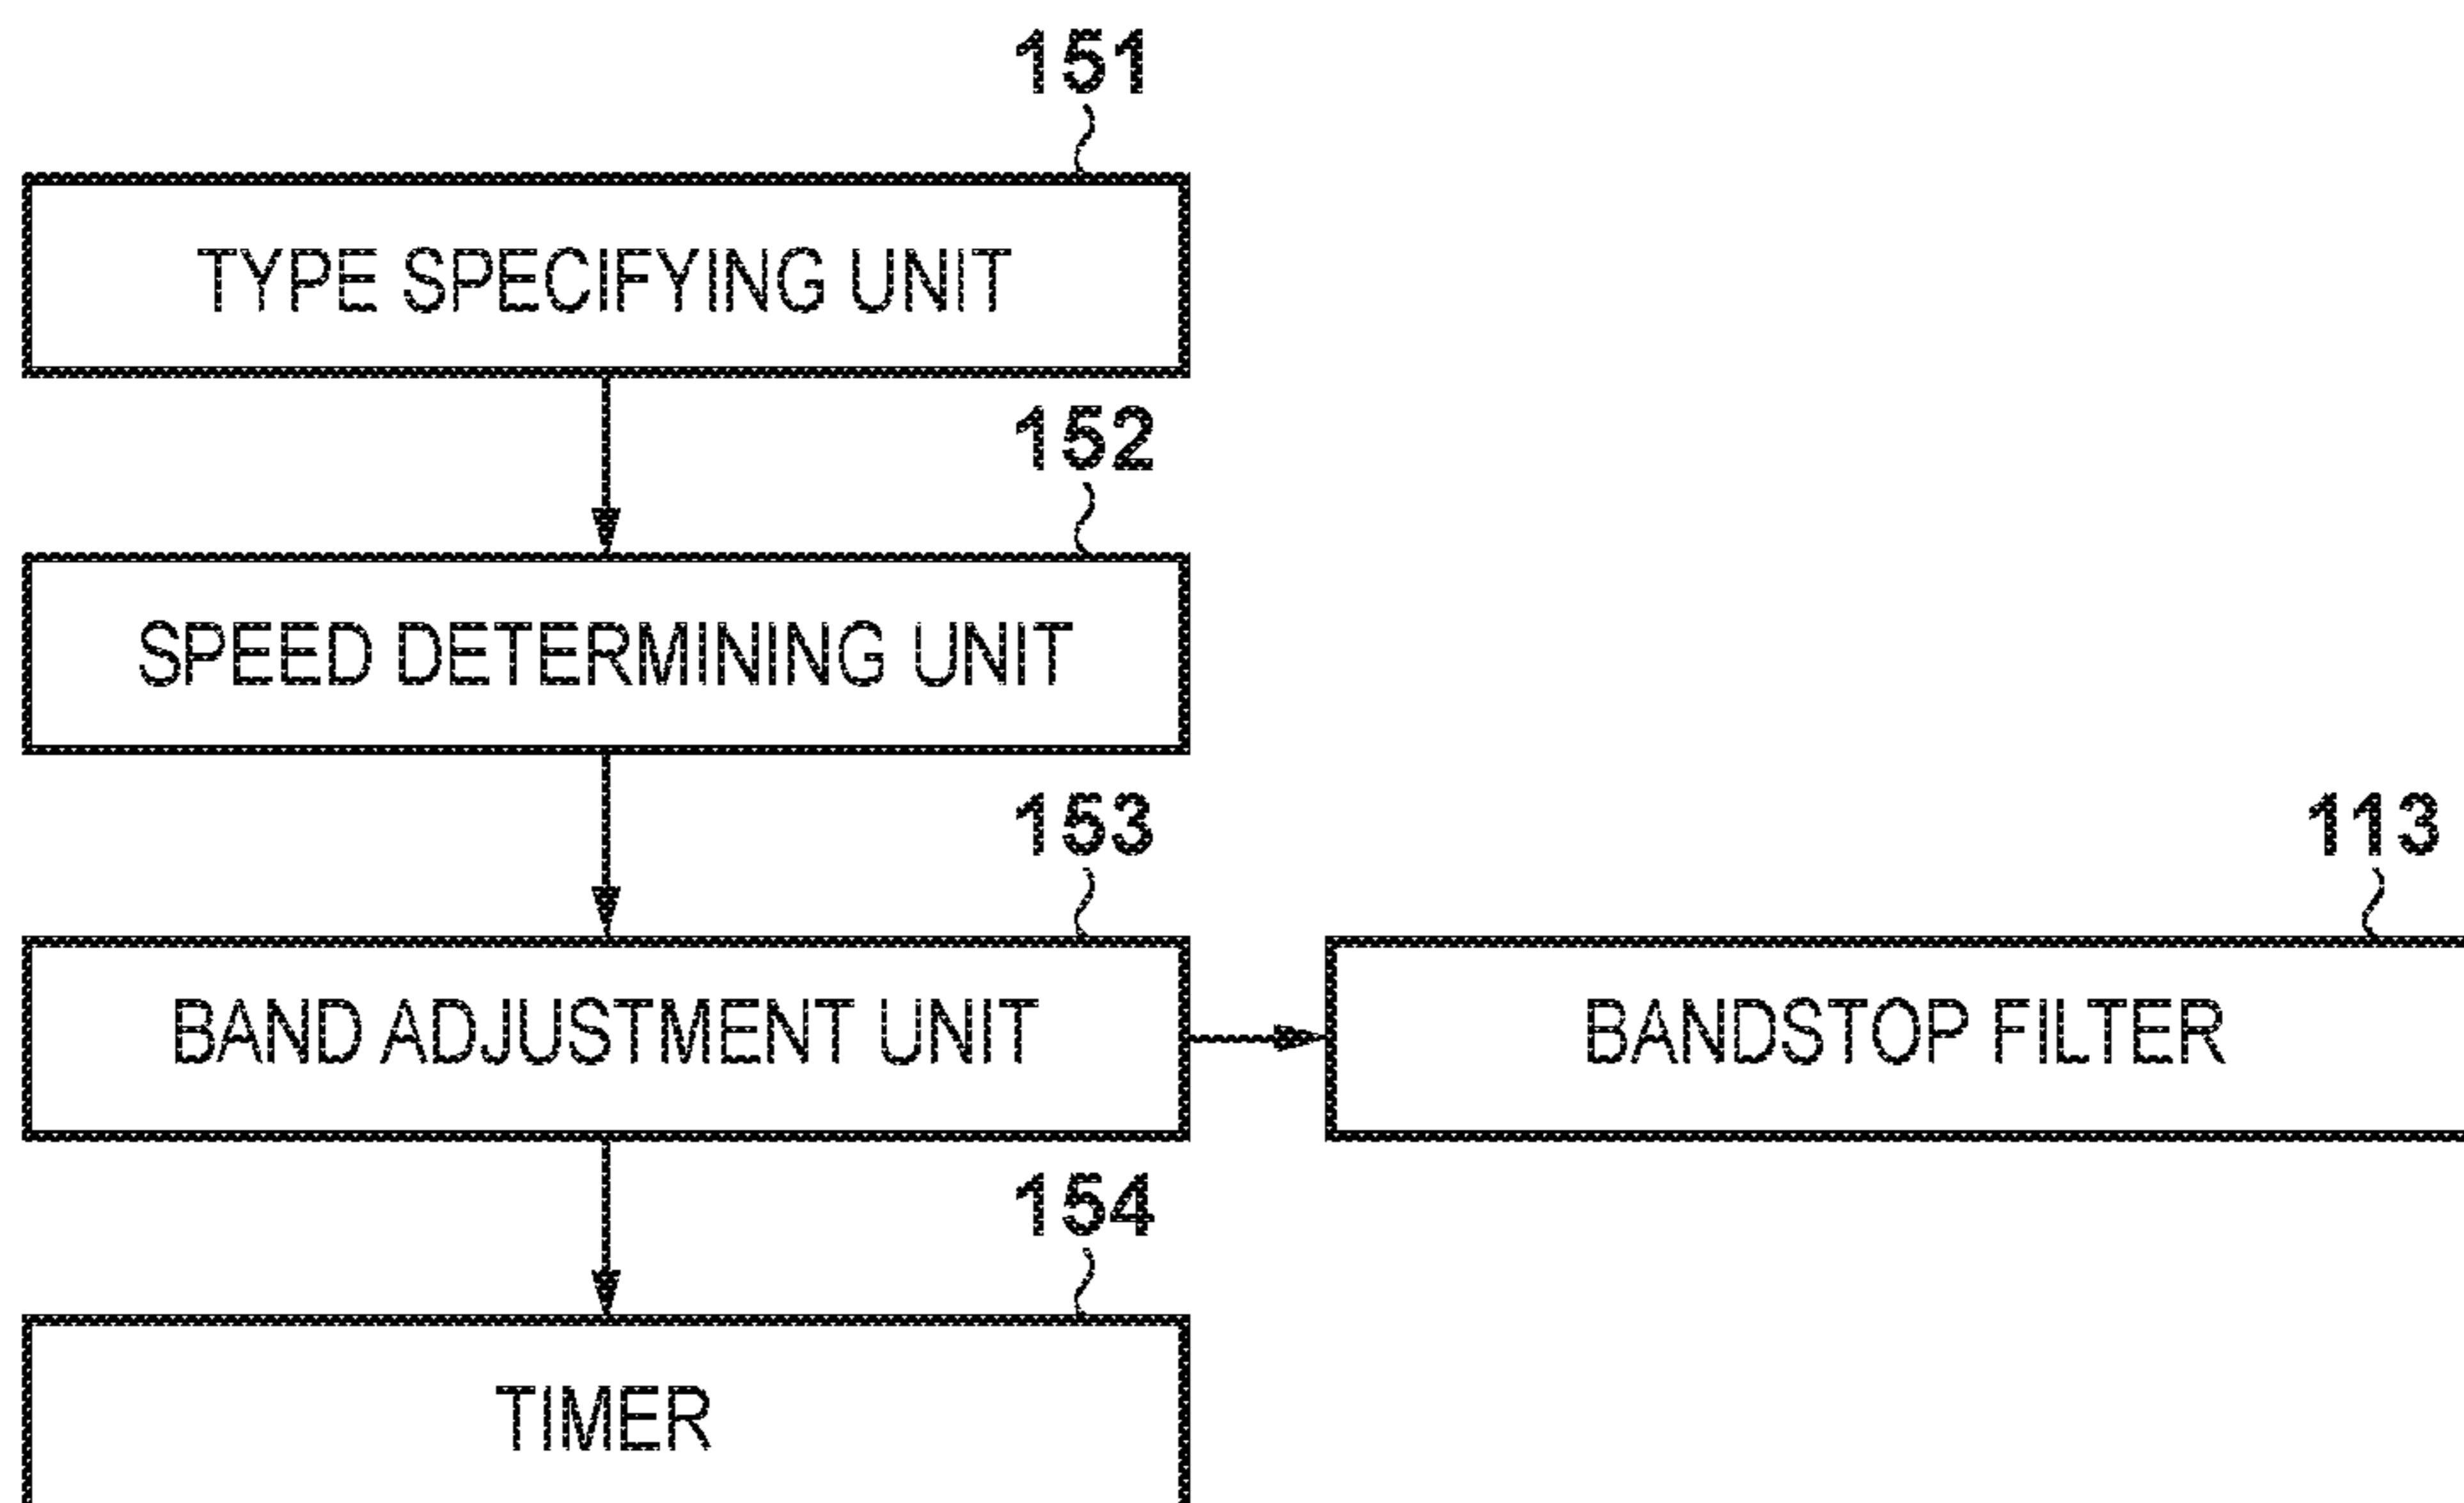 151
TYPE SPECIFYING UNIT
152
SPEED DETERMINING UNIT
153
113
BAND ADJUSTMENT UNIT
BANDSTOP FILTER
154
TIMER